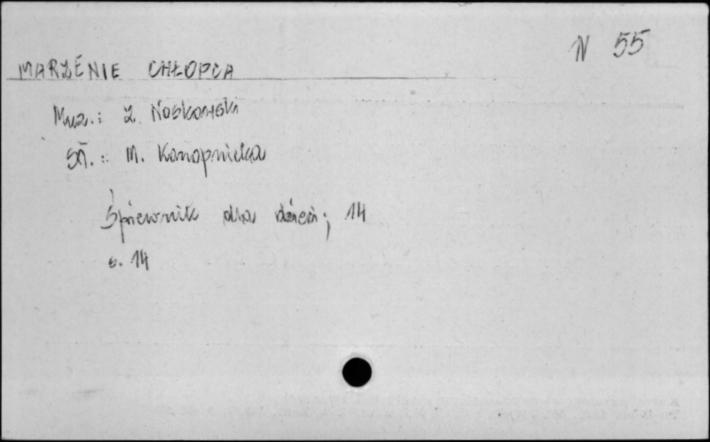 N 55
MARZENIE CHŁOPCA
Muz.: Z. Noskowski
Sł.: M. Konopnicka
Śpiewnik dla dzieci; 14
s. 14